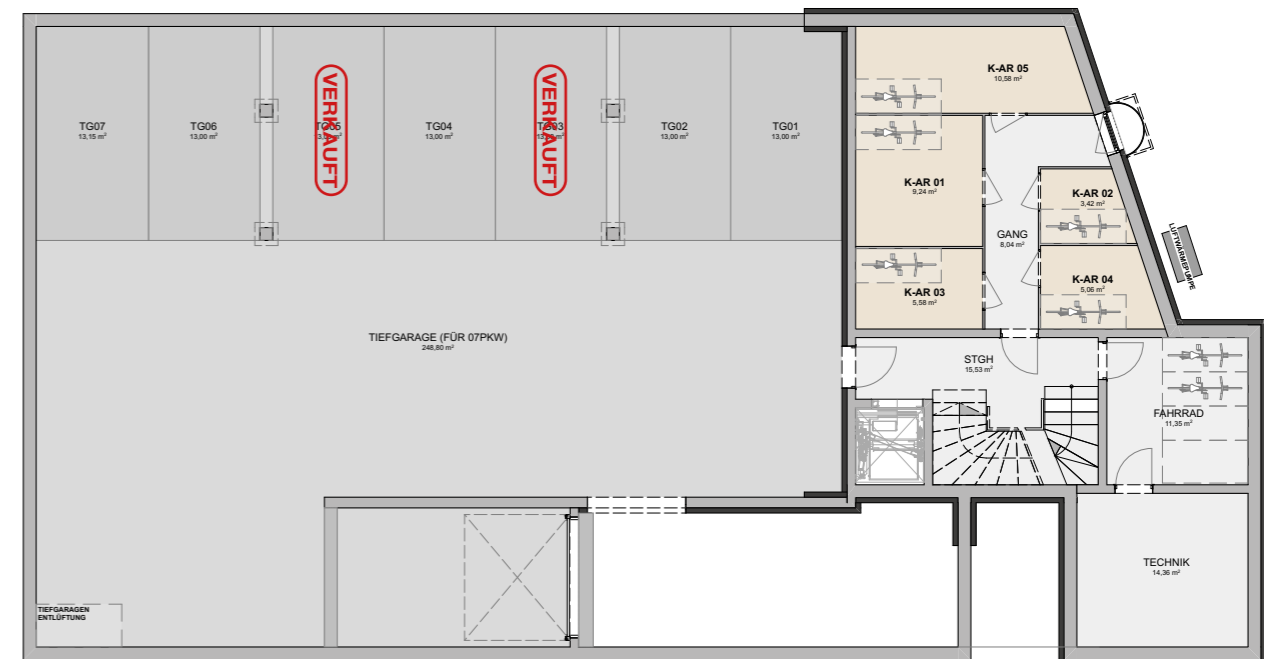 K-AR 05
10,58 m²
TG07
13,15 m²
TG06
13,00 m²
TG05
VERKAUFT
TG04
13,00 m²
TG03
VERKAUFT
TG02
13,00 m²
TG01
13,00 m²
K-AR 01
9,24 m²
K-AR 02
3,42 m²
GANG
8,04 m²
LUFTWÄRMEPUMPE
K-AR 03
5,58 m²
K-AR 04
5,06 m²
TIEFGARAGE (FÜR 07PKW)
248,80 m²
STGH
15,53 m²
FAHRRAD
11,35 m²
TECHNIK
14,36 m²
TIEFGARAGEN
ENTLÜFTUNG